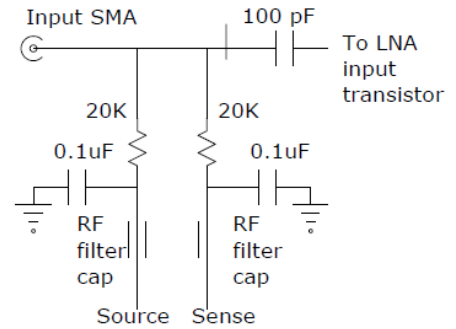 Input SMA
100 pF
To LNA
input
transistor
20K
20K
0.1uF
0.1uF
RF
filter
cap
RF
filter
cap
Source
Sense